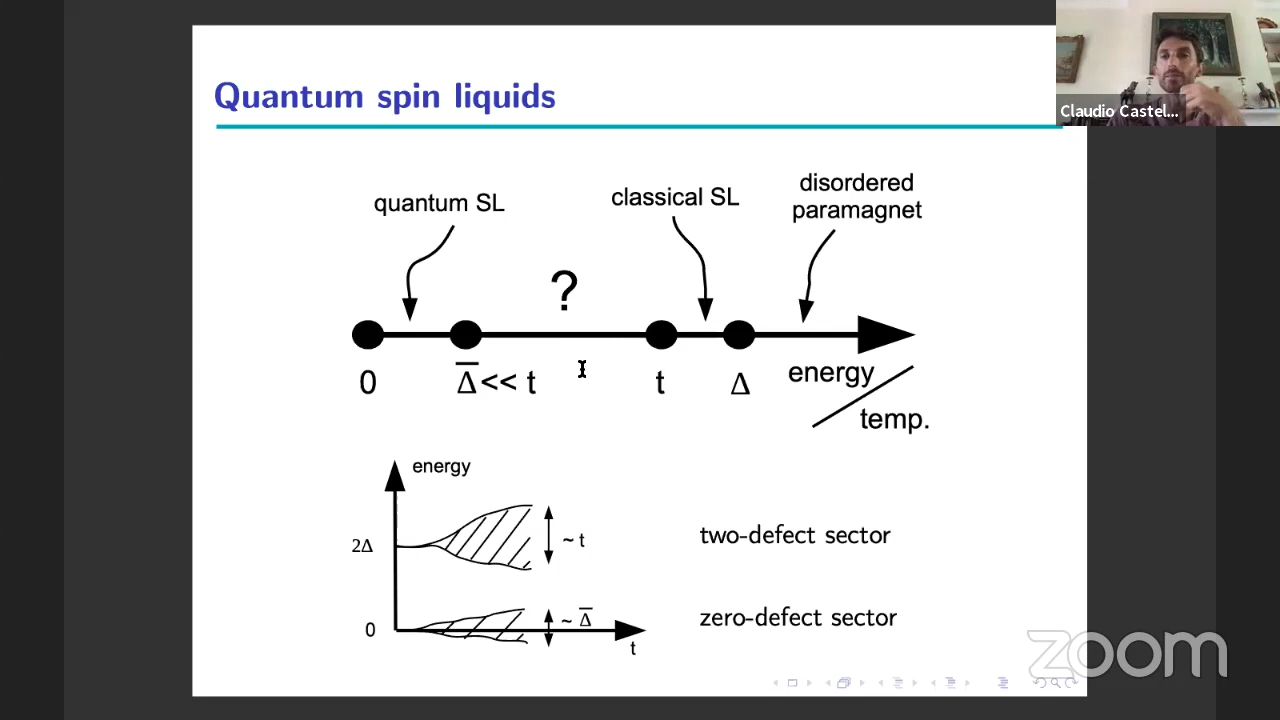 Quantum spin liquids
Claudio Castel...
quantum SL
classical SL
disordered
paramagnet
?
0
Δ̅ << t
t
Δ
energy
temp.
energy
2Δ
~ t
two-defect sector
0
~ Δ̅
zero-defect sector
t
zoom